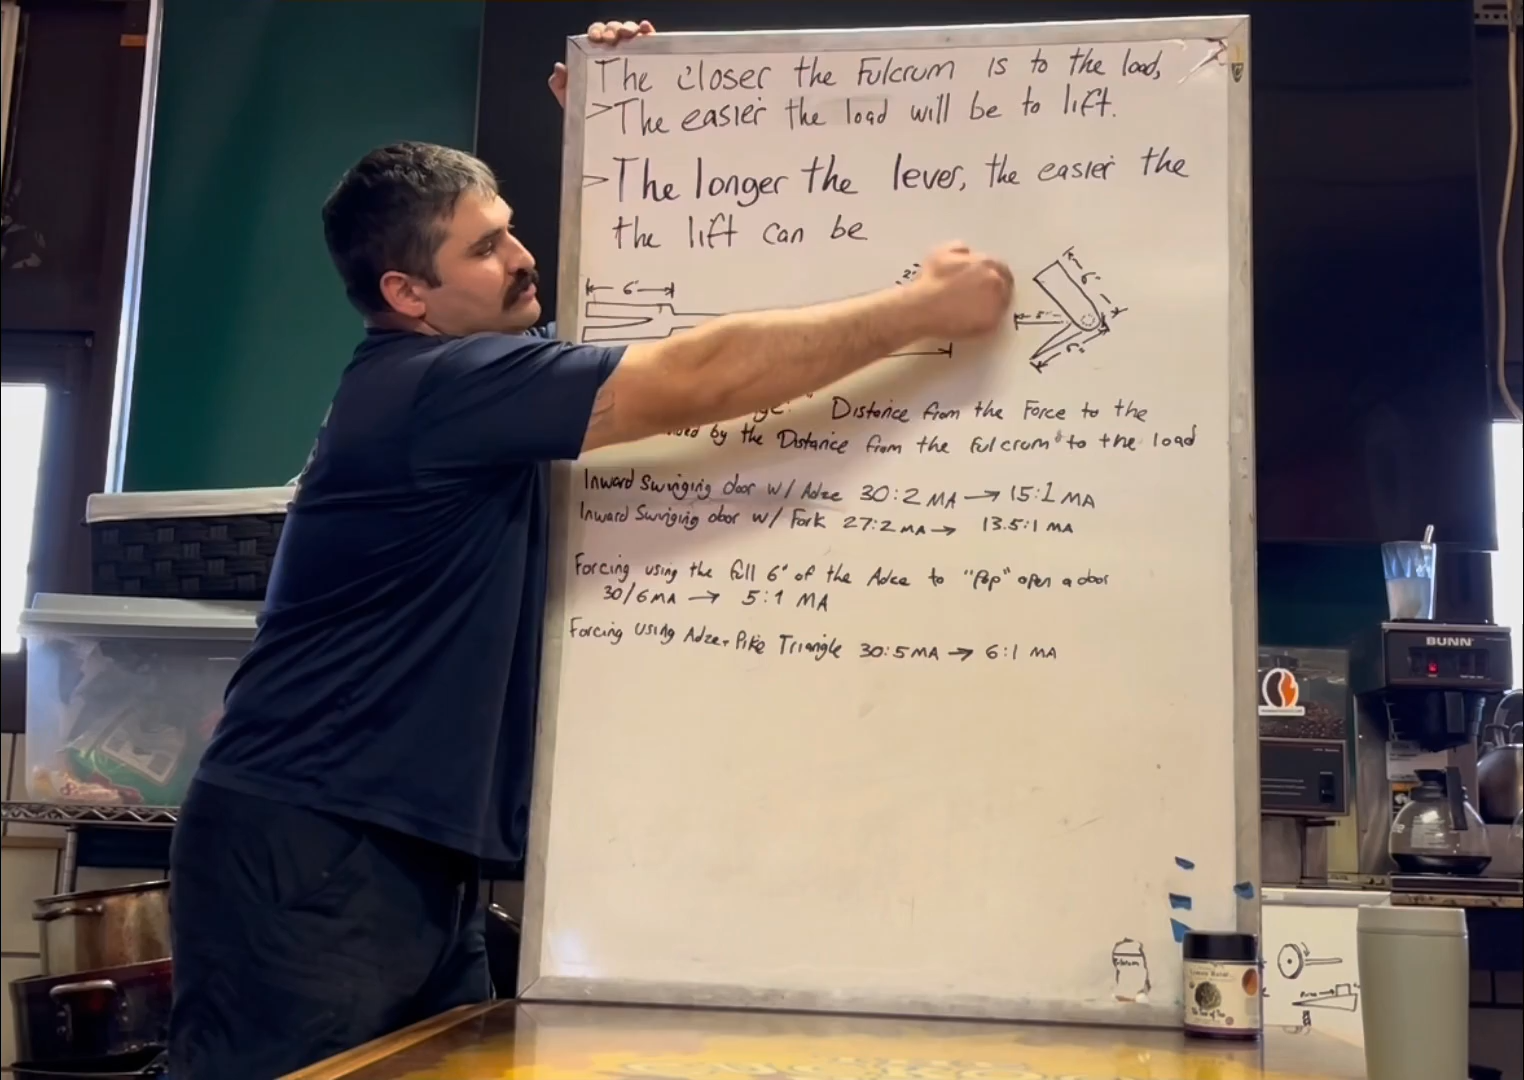 The closer the Fulcrum is to the load,
>The easier the load will be to lift.
>The longer the lever, the easier the
the lift can be
6"
2"
6"
5"
6"
Distance from the Force to the
by the Distance from the fulcrum to the load
Inward Swinging door w/ Adze 30:2 MA → 15:1 MA
Inward Swinging door w/ Fork 27:2 MA → 13.5:1 MA
Forcing using the full 6" of the Adze to "Pop" open a door
30/6 MA → 5:1 MA
Forcing using Adze + Pike Triangle 30:5 MA → 6:1 MA
BUNN